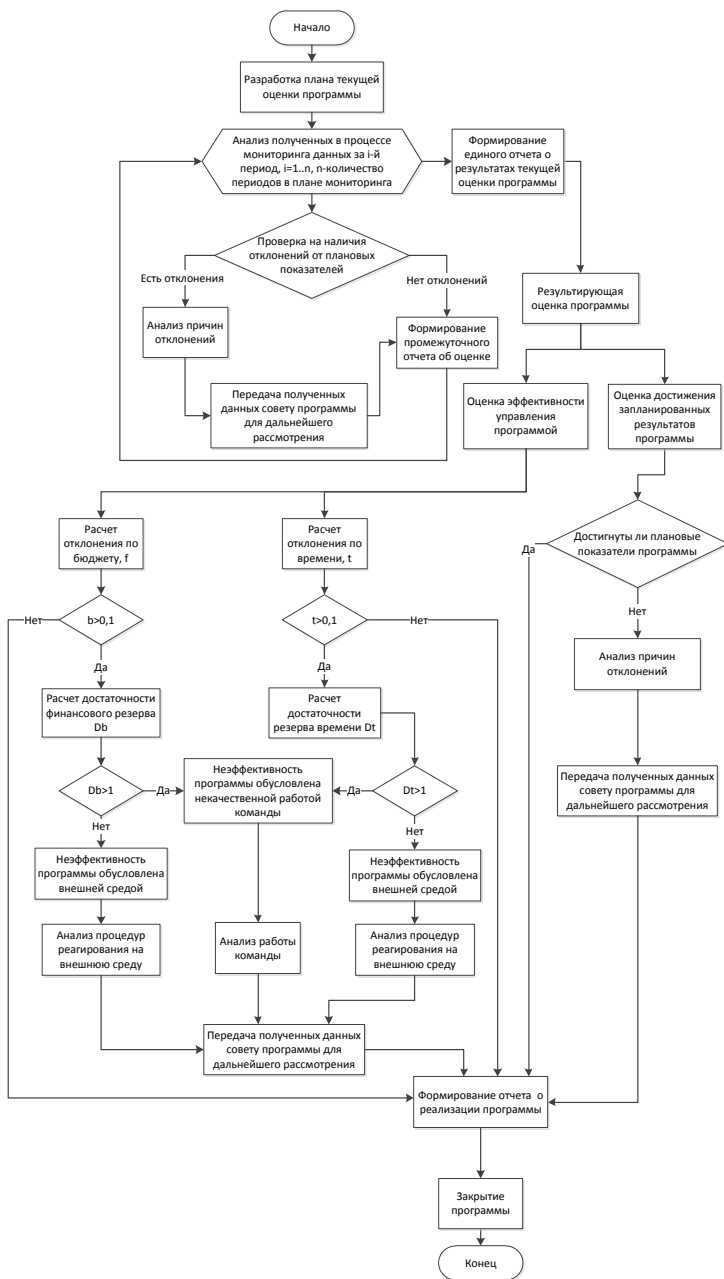 Начало
Разработка плана текущей
оценки программы
Анализ полученных в процессе
мониторинга данных за i-й
период, i=1..n, n-количество
периодов в плане мониторинга
Формирование
единого отчета о
результатах текущей
оценки программы
Проверка на наличия
отклонений от плановых
показателей
Есть отклонения
Нет отклонений
Результирующая
оценка программы
Анализ причин
отклонений
Формирование
промежуточного
отчета об оценке
Передача полученных
данных совету программы
для дальнейшего
рассмотрения
Оценка эффективности
управления
программой
Оценка достижения
запланированных
результатов
программы
Расчет
отклонения по
бюджету, f
Расчет
отклонения по
времени, t
Достигнуты ли плановые
показатели программы
Да
Нет
b>0,1
t>0,1
Нет
Нет
Да
Да
Анализ причин
отклонений
Расчет достаточности
финансового резерва
Db
Расчет
достаточности
резерва времени Dt
Неэффективность
программы обусловлена
некачественной работой
команды
Передача полученных данных
совету программы для
дальнейшего рассмотрения
Db>1
Да
Да
Dt>1
Нет
Нет
Неэффективность
программы обусловлена
внешней средой
Неэффективность
программы обусловлена
внешней средой
Анализ процедур
реагирования на
внешнюю среду
Анализ работы
команды
Анализ процедур
реагирования на
внешнюю среду
Передача полученных данных
совету программы для
дальнейшего рассмотрения
Формирование отчета о
реализации программы
Закрытие
программы
Конец